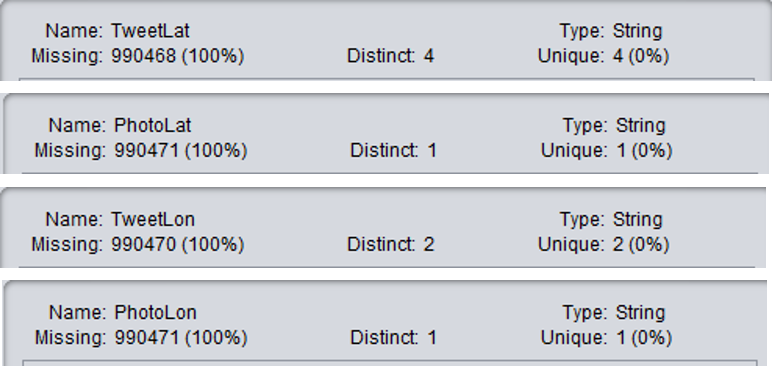 Name: TweetLat Type: String
Missing: 990468 (100%) Distinct: 4 Unique: 4 (0%)
Name: PhotoLat Type: String
Missing: 990471 (100%) Distinct: 1 Unique: 1 (0%)
Name: TweetLon Type: String
Missing: 990470 (100%) Distinct: 2 Unique: 2 (0%)
Name: PhotoLon Type: String
Missing: 990471 (100%) Distinct: 1 Unique: 1 (0%)